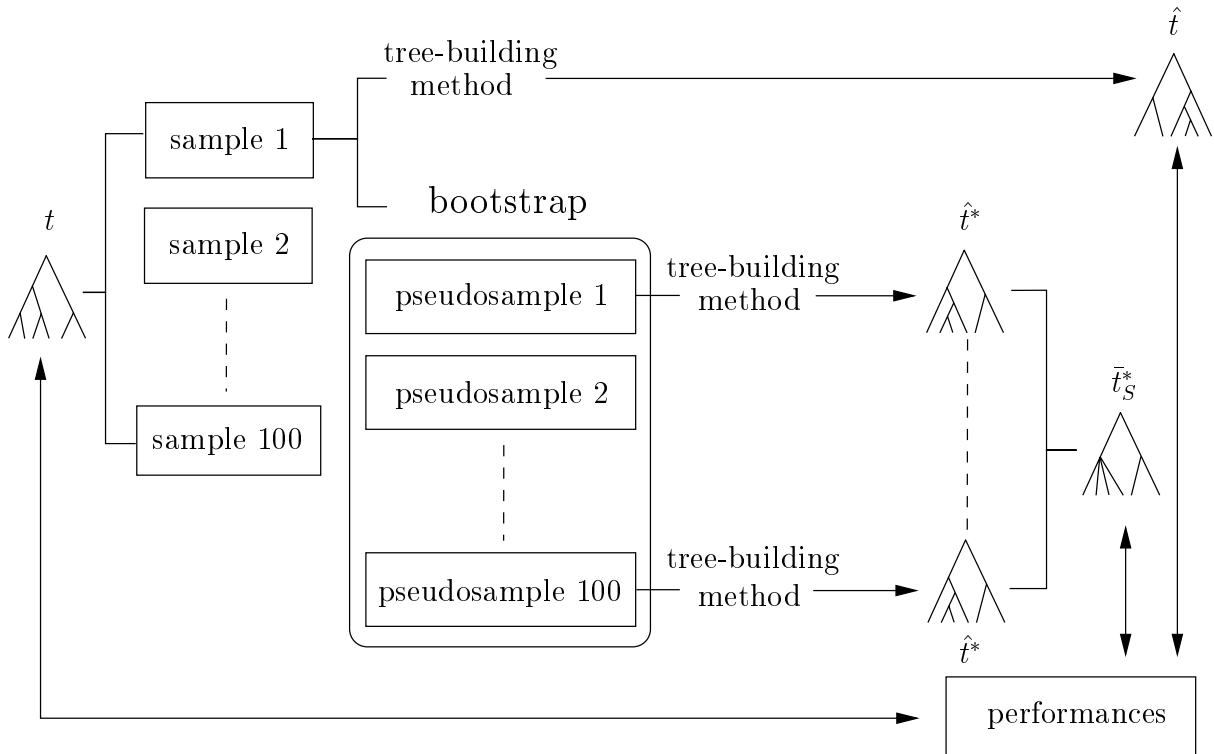 t̂
tree-building
method
sample 1
bootstrap
t
sample 2
t̂*
tree-building
method
pseudosample 1
pseudosample 2
t̄*S
sample 100
tree-building
method
pseudosample 100
t̂*
performances